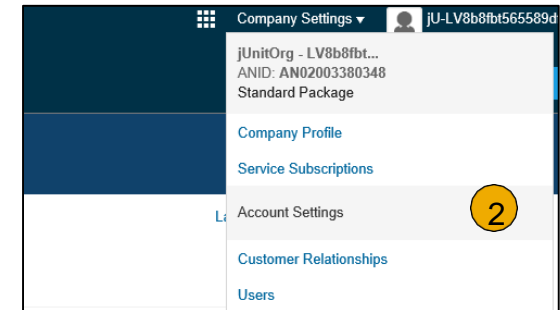 Company Settings ▾ jU-LV8b8fbt565589d
jUnitOrg - LV8b8fbt...
ANID: AN02003380348
Standard Package
Company Profile
Service Subscriptions
Account Settings
2
Customer Relationships
Users